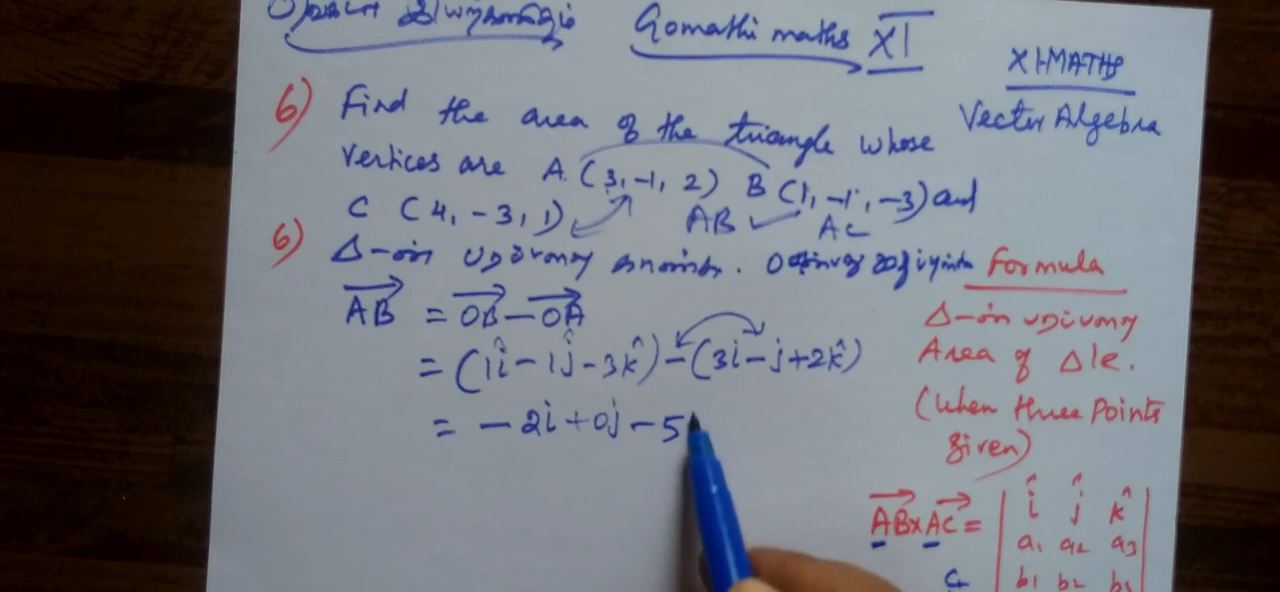 Gomathi maths XI
XI-MATHS
Vector Algebra
6) Find the area of the triangle whose
vertices are A (3, -1, 2) B (1, -1, -3) and
C (4, -3, 1) AB ✓ AC
6) Δ-ன்
Formula
AB = OB - OA
= (1î - 1ĵ - 3k̂) - (3i - j + 2k̂)
= - 2i + 0j - 5
Δ-ன்
Area of Δle.
(when three Points
given)
AB x AC = | î ĵ k̂ |
a1 a2 a3
b1 b2 b3